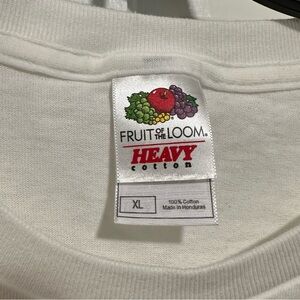 FRUIT OF THE LOOM®
HEAVY
cotton
XL
100% Cotton
Made in Honduras